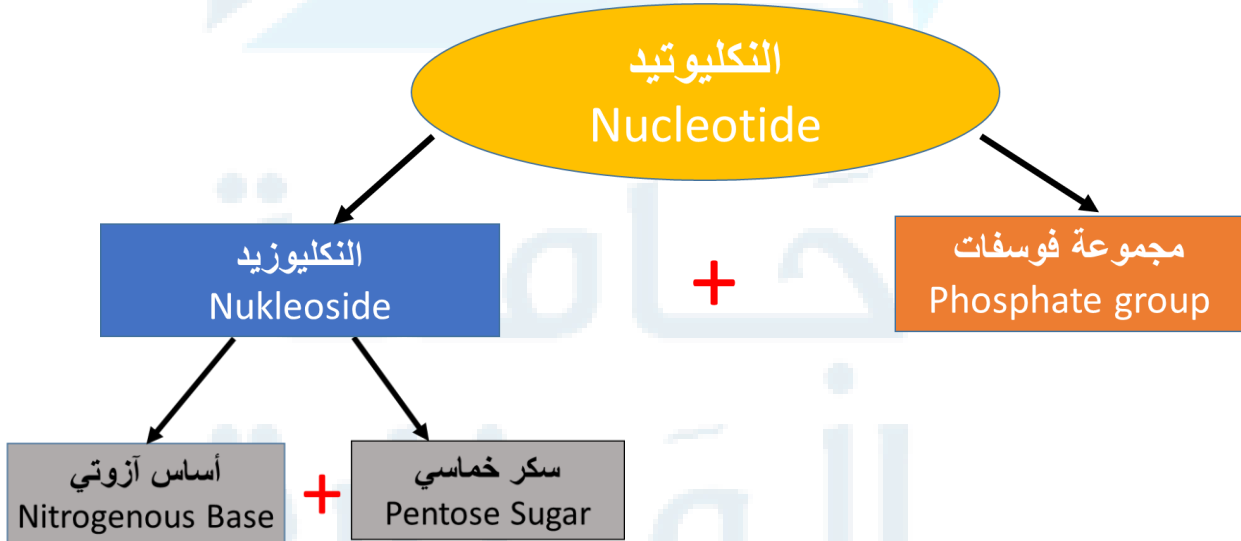 النكليوتيد
Nucleotide
النكليوزيد
Nukleoside
+
مجموعة فوسفات
Phosphate group
أساس آزوتي
Nitrogenous Base
+
سكر خماسي
Pentose Sugar